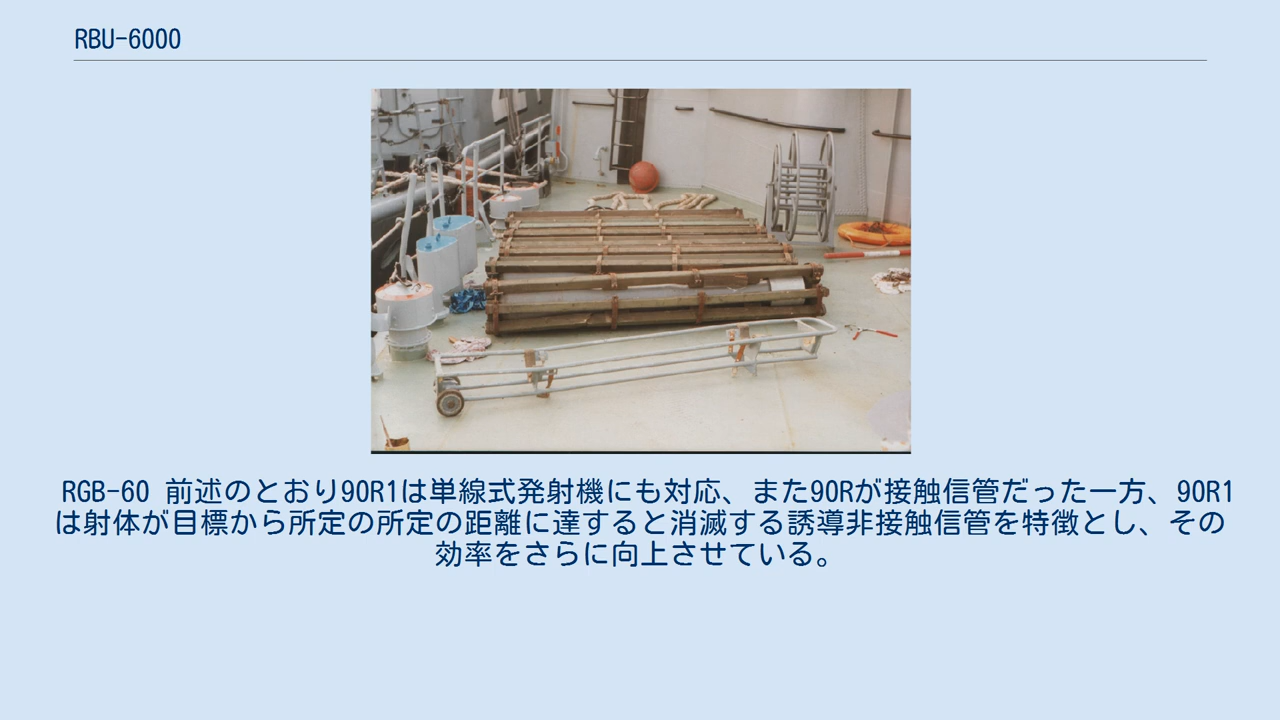 RBU-6000
RGB-60 前述のとおり90R1は単線式発射機にも対応、また90Rが接触信管だった一方、90R1
は射体が目標から所定の所定の距離に達すると消滅する誘導非接触信管を特徴とし、その
効率をさらに向上させている。